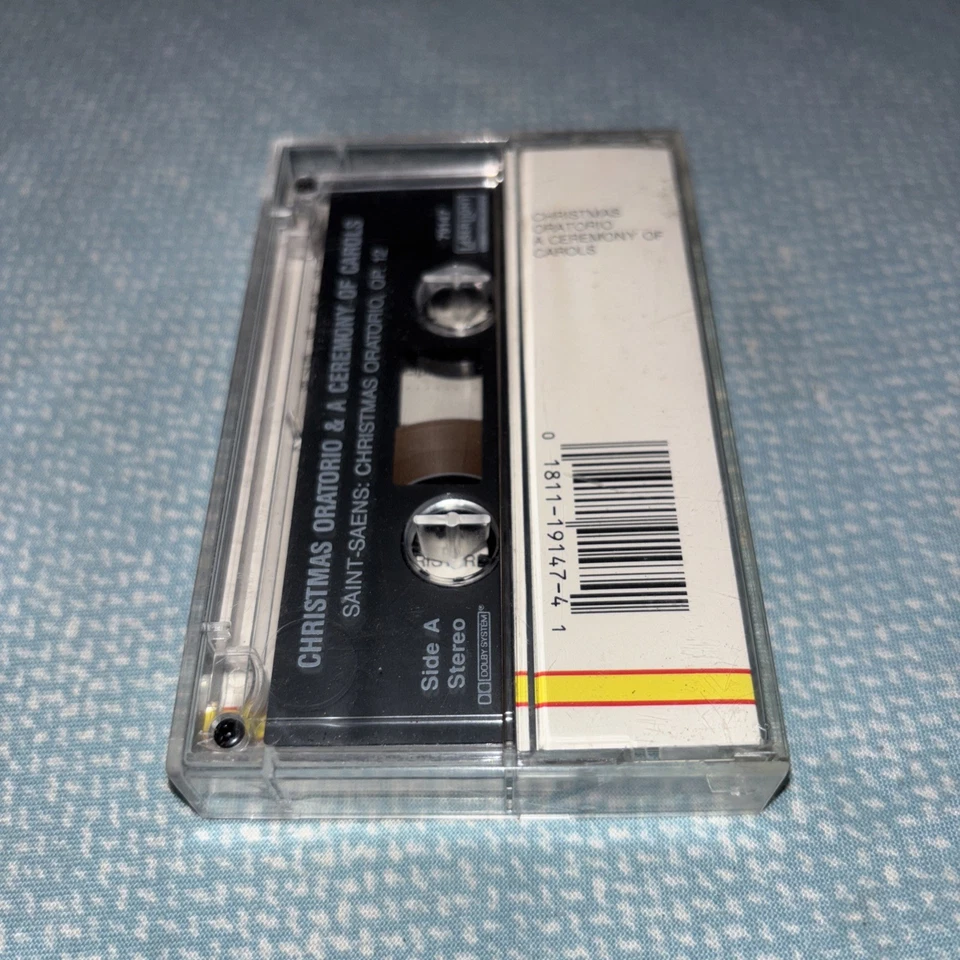 CHRISTMAS ORATORIO & A CEREMONY OF CAROLS
SAINT-SAENS: CHRISTMAS ORATORIO, OP. 12
Side A
Stereo
DOLBY SYSTEM®
CHRISTMAS
ORATORIO
A CEREMONY OF
CAROLS
0 1811-19147-4 1